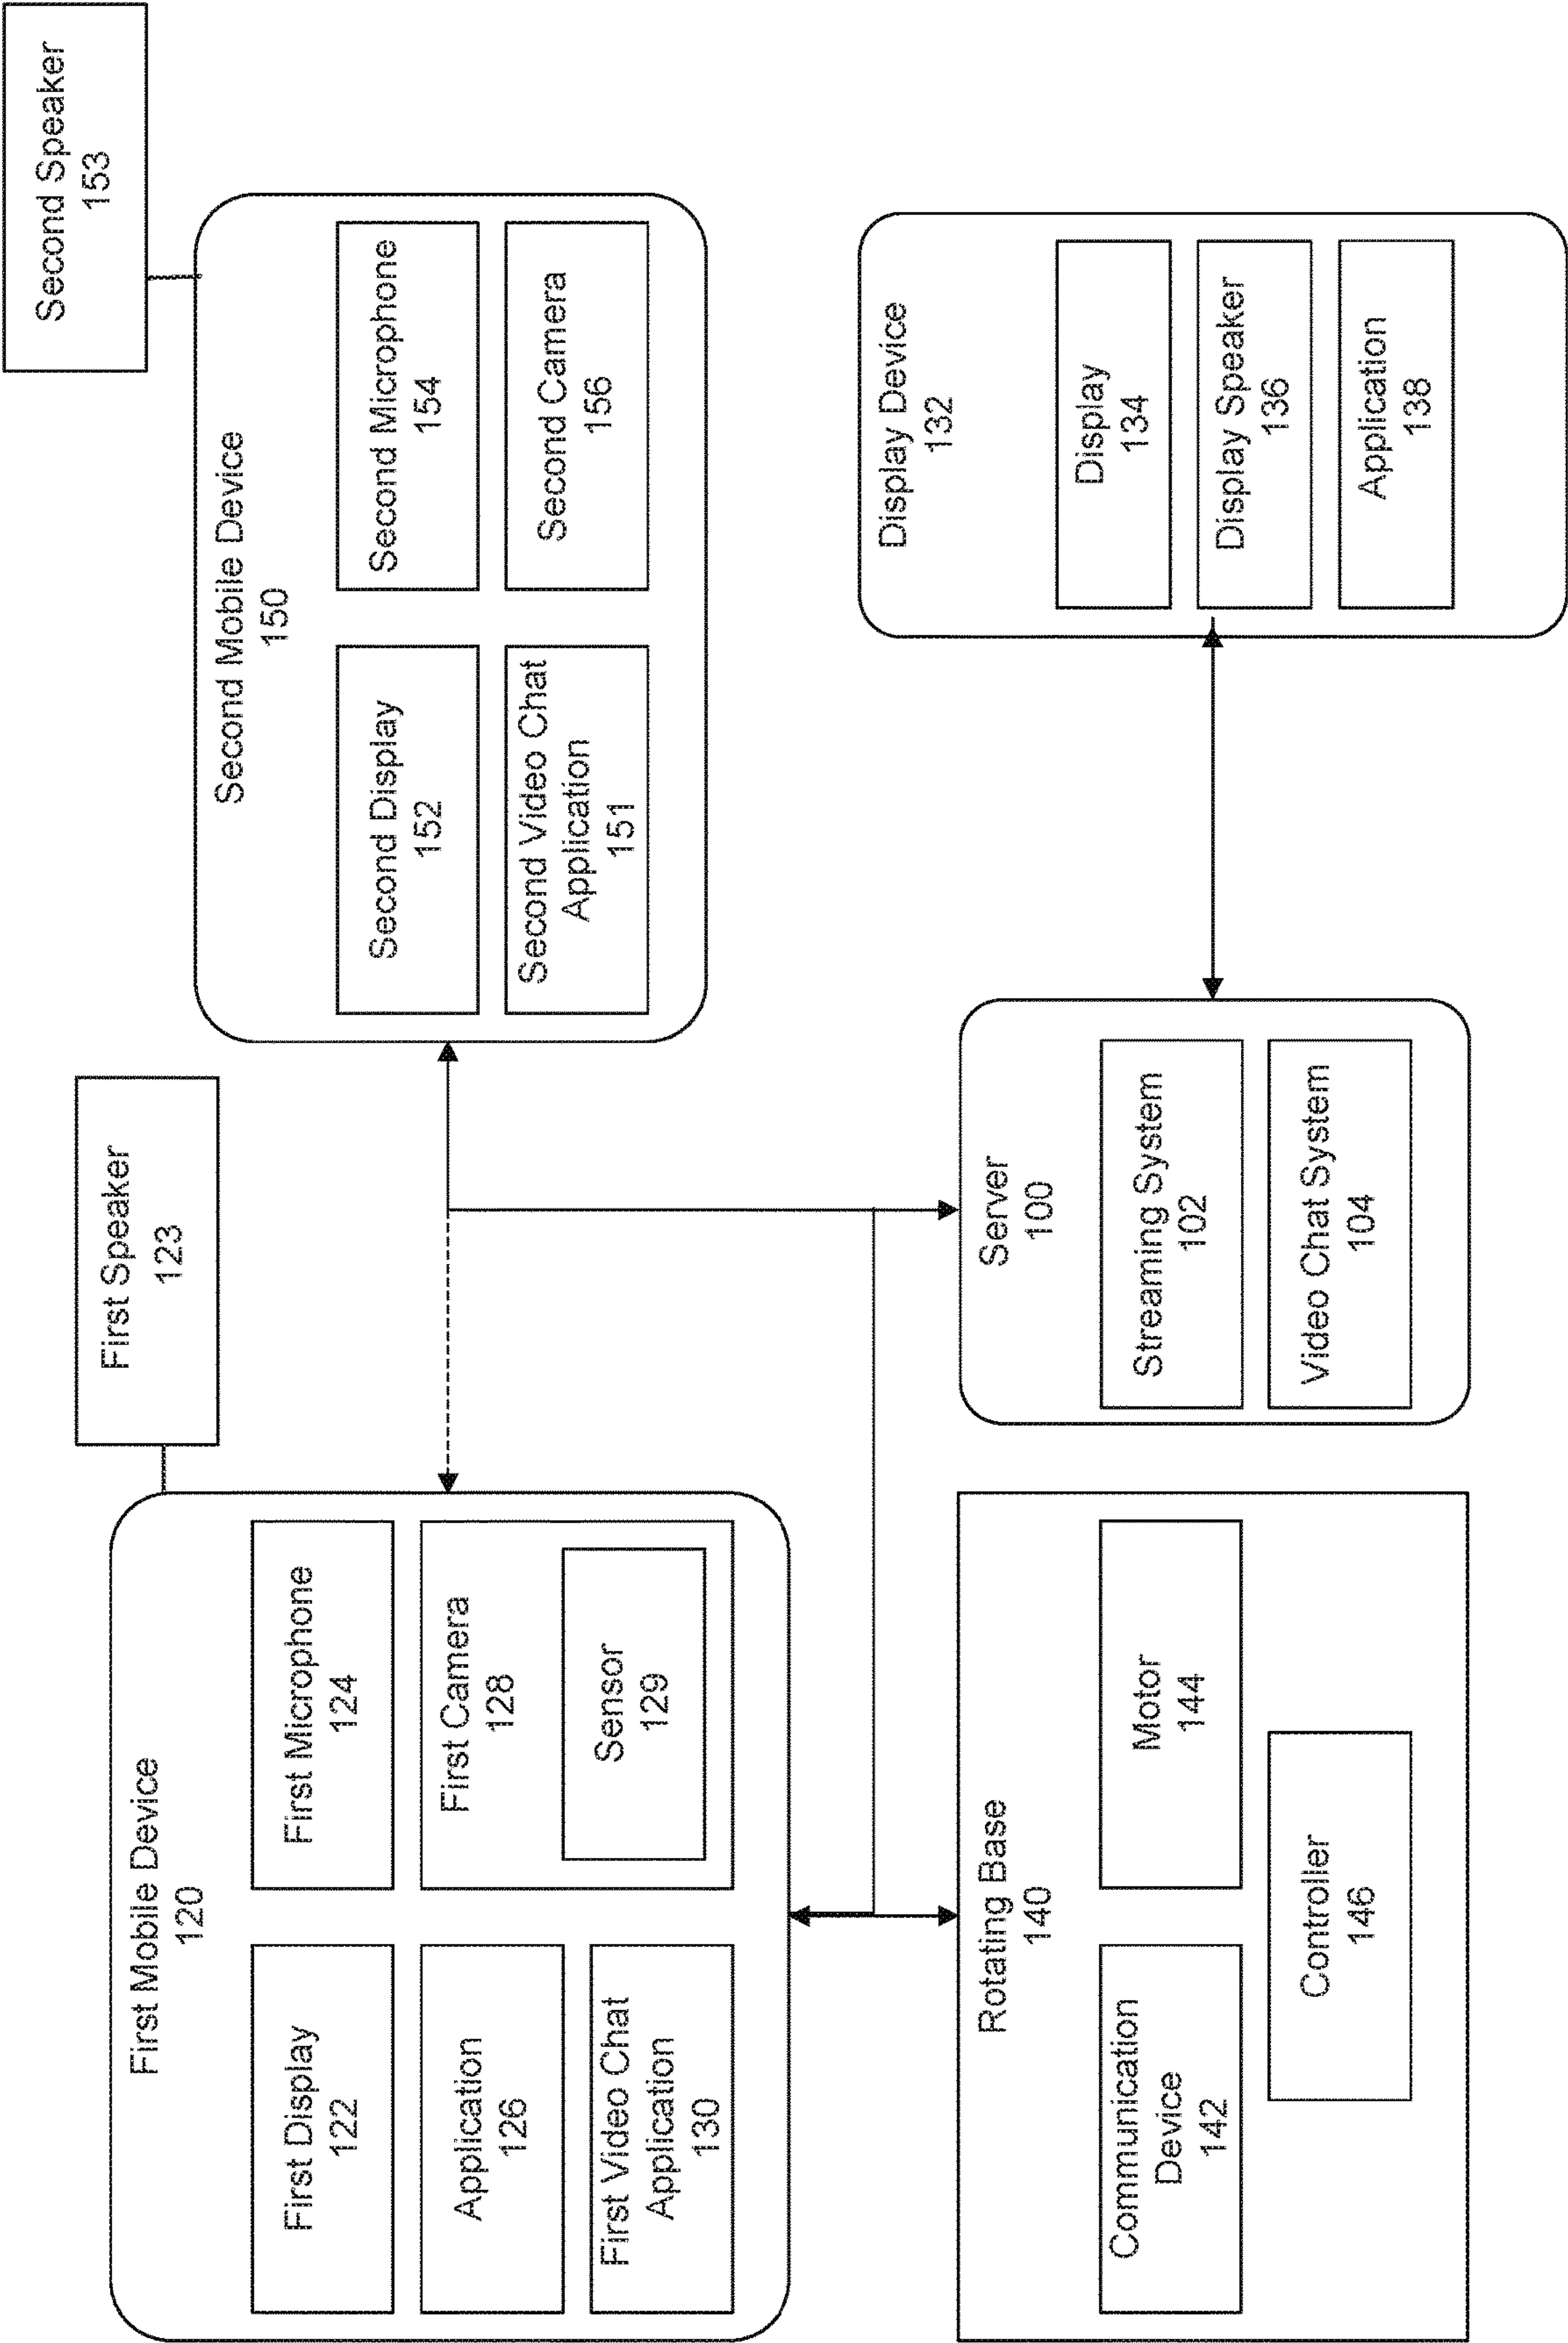 First Mobile Device
120
First Display
122
First Microphone
124
Application
126
First Camera
128
Sensor
129
First Video Chat
Application
130
First Speaker
123
Second Mobile Device
150
Second Display
152
Second Microphone
154
Second Video Chat
Application
151
Second Camera
156
Second Speaker
153
Rotating Base
140
Communication
Device
142
Motor
144
Controller
146
Server
100
Streaming System
102
Video Chat System
104
Display Device
132
Display
134
Display Speaker
136
Application
138